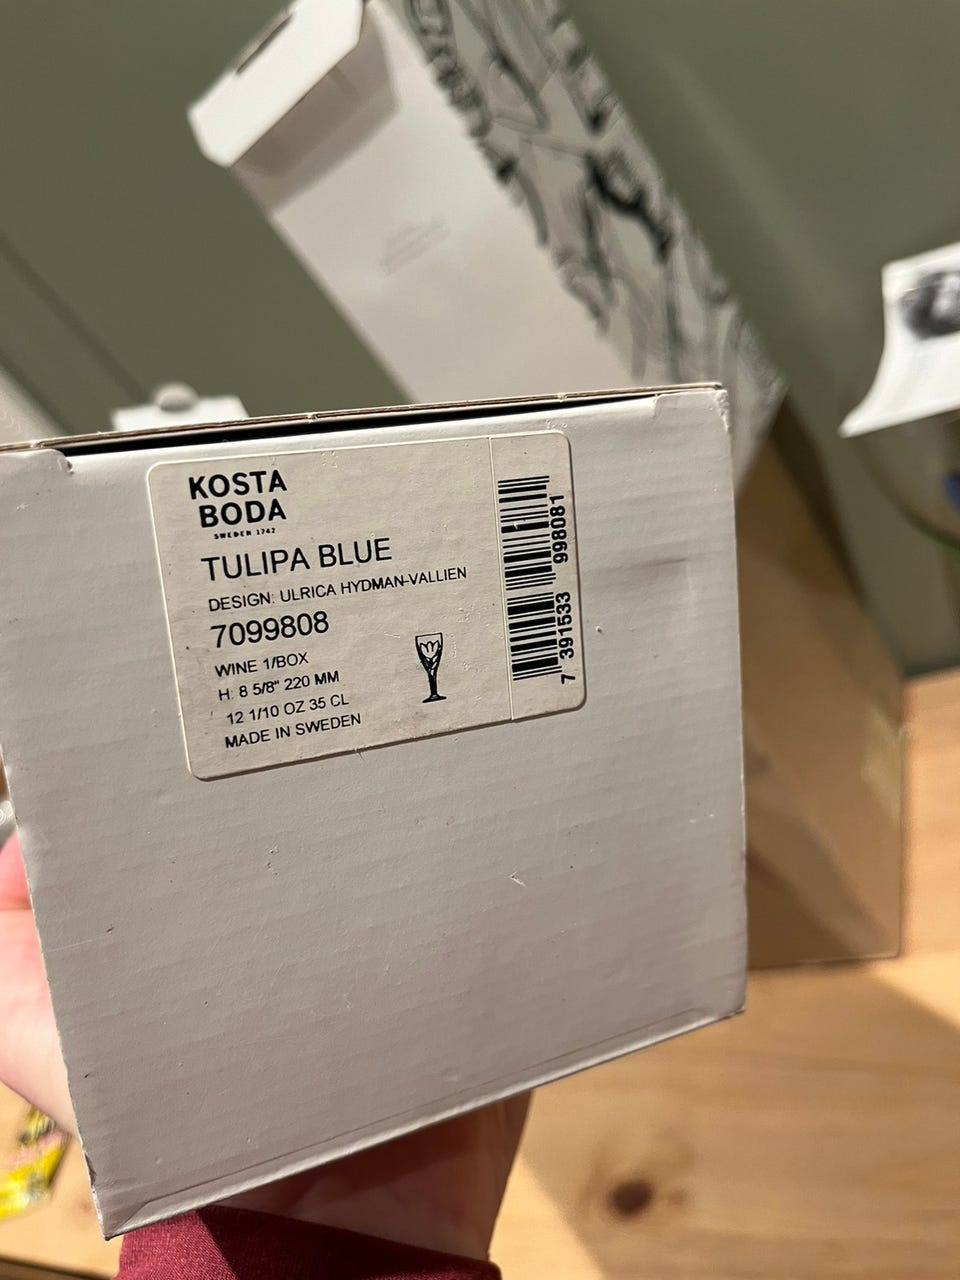 KOSTA
BODA
SWEDEN 1742
TULIPA BLUE
DESIGN: ULRICA HYDMAN-VALLIEN
7099808
WINE 1/BOX
H: 8 5/8" 220 MM
12 1/10 OZ 35 CL
MADE IN SWEDEN
7 391533 998081